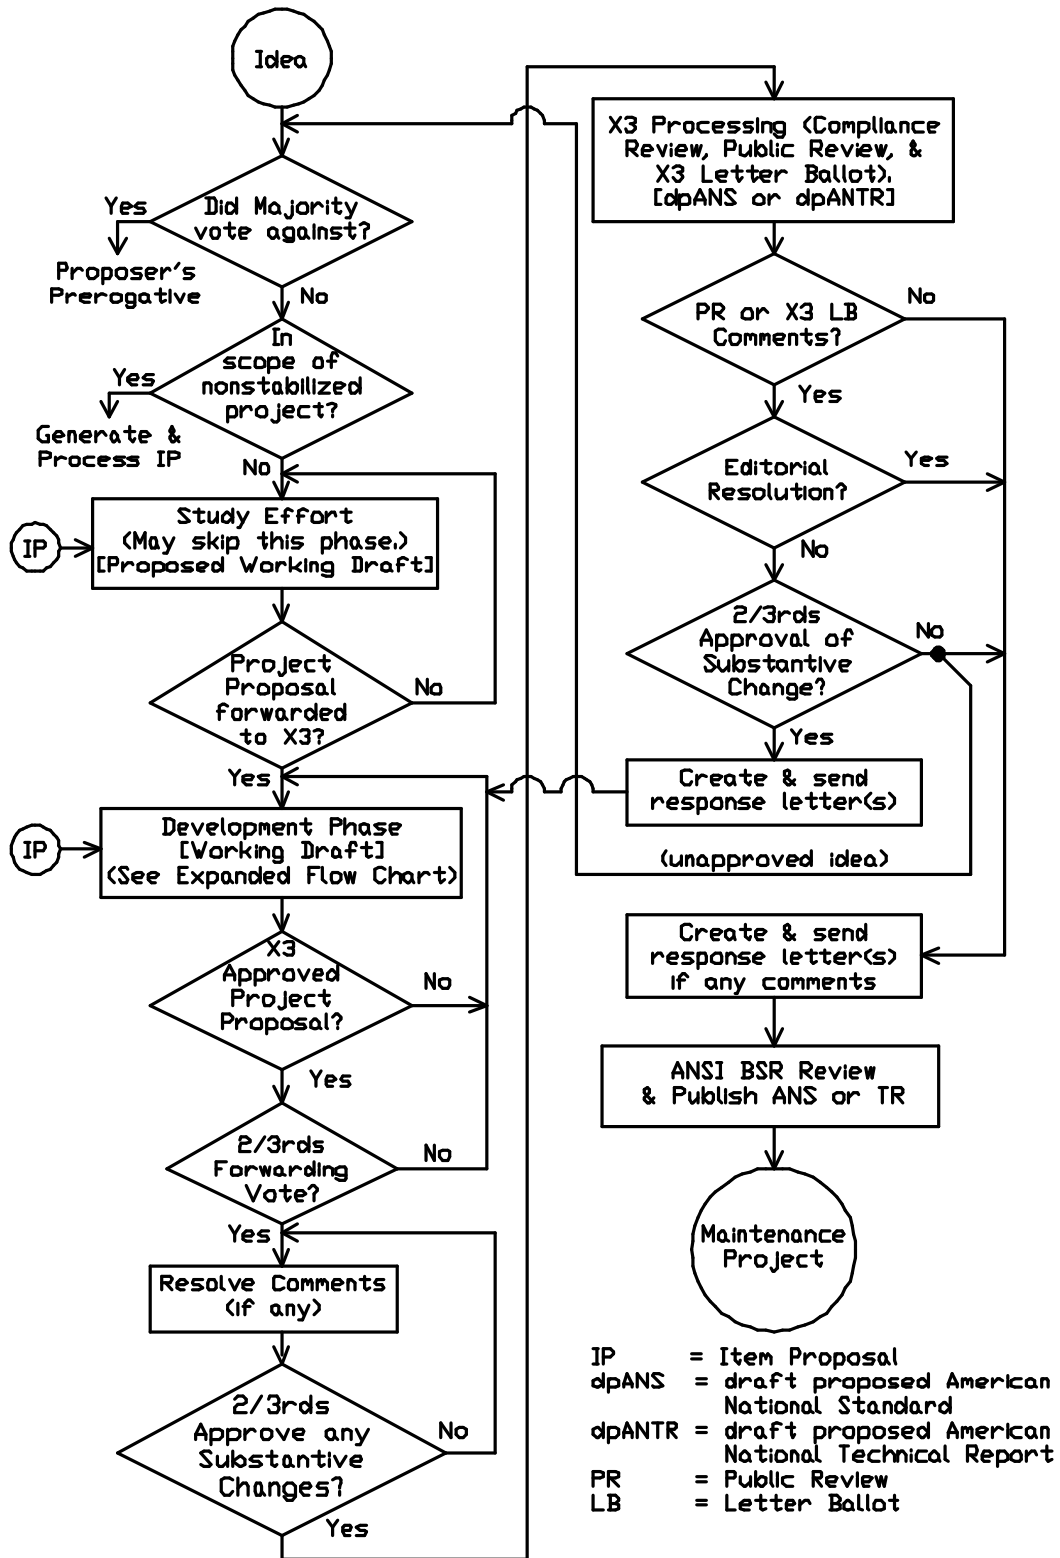 Idea
Did Majority
vote against?
Yes
Proposer's
Prerogative
No
In
scope of
nonstabilized
project?
Yes
Generate &
Process IP
No
IP
Study Effort
(May skip this phase.)
[Proposed Working Draft]
Project
Proposal
forwarded
to X3?
No
Yes
IP
Development Phase
[Working Draft]
(See Expanded Flow Chart)
X3
Approved
Project
Proposal?
No
Yes
2/3rds
Forwarding
Vote?
No
Yes
Resolve Comments
(if any)
2/3rds
Approve any
Substantive
Changes?
No
Yes
X3 Processing (Compliance
Review, Public Review, &
X3 Letter Ballot).
[dpANS or dpANTR]
PR or X3 LB
Comments?
No
Yes
Editorial
Resolution?
Yes
No
2/3rds
Approval of
Substantive
Change?
No
Yes
Create & send
response letter(s)
(unapproved idea)
Create & send
response letter(s)
if any comments
ANSI BSR Review
& Publish ANS or TR
Maintenance
Project
IP = Item Proposal
dpANS = draft proposed American
National Standard
dpANTR = draft proposed American
National Technical Report
PR = Public Review
LB = Letter Ballot